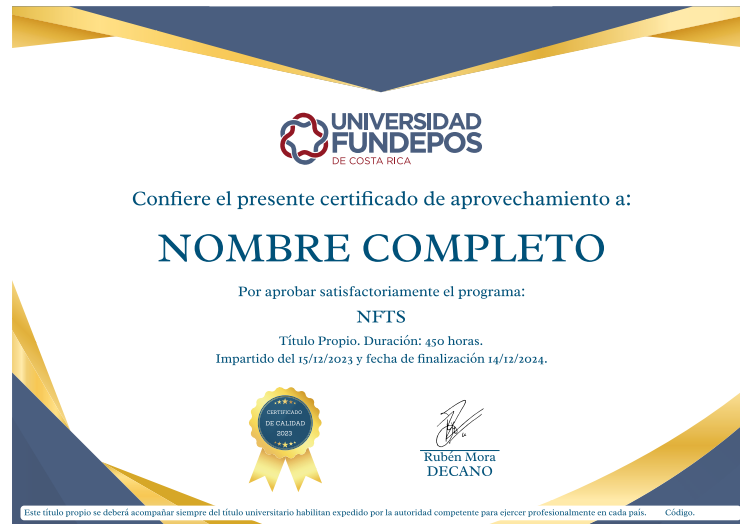 UNIVERSIDAD
FUNDEPOS
DE COSTA RICA
Confiere el presente certificado de aprovechamiento a:
NOMBRE COMPLETO
Por aprobar satisfactoriamente el programa:
NFTS
Título Propio. Duración: 450 horas.
Impartido del 15/12/2023 y fecha de finalización 14/12/2024.
CERTIFICADO
DE CALIDAD
2023
Rubén Mora
DECANO
Este título propio se deberá acompañar siempre del título universitario habilitan expedido por la autoridad competente para ejercer profesionalmente en cada país. Código.